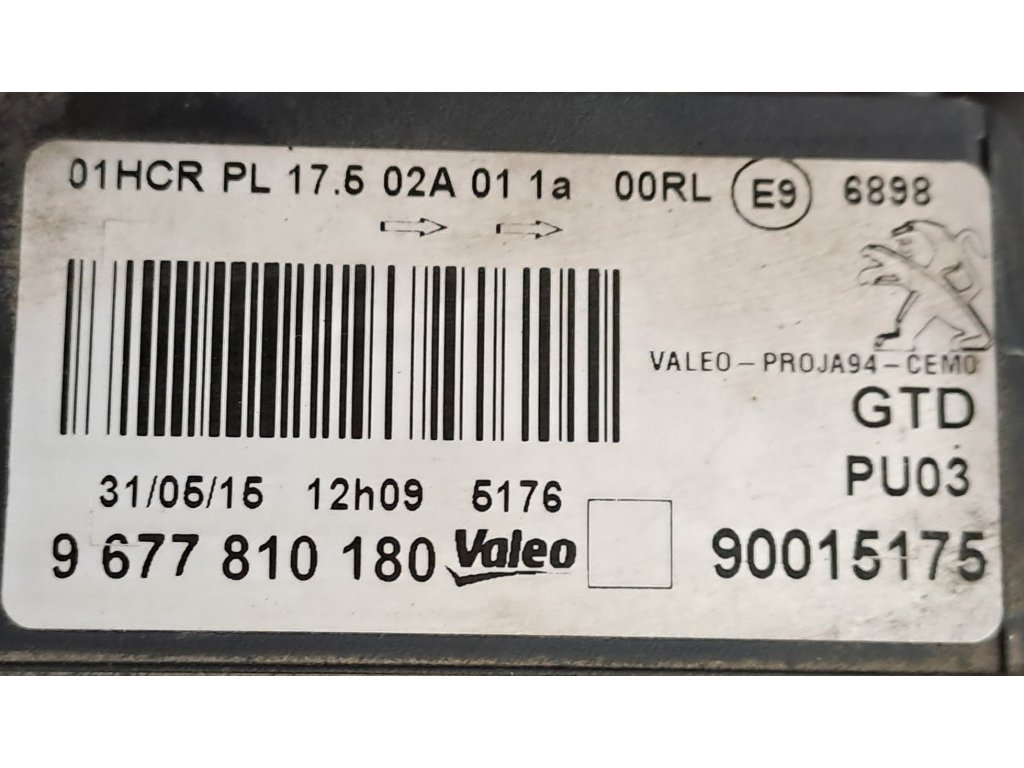 01HCR PL 17.5 02A 01 1a 00RL E9 6898
VALEO-PROJA94-CEMO
GTD
PU03
31/05/15 12h09 5176
9 677 810 180 Valeo 90015175